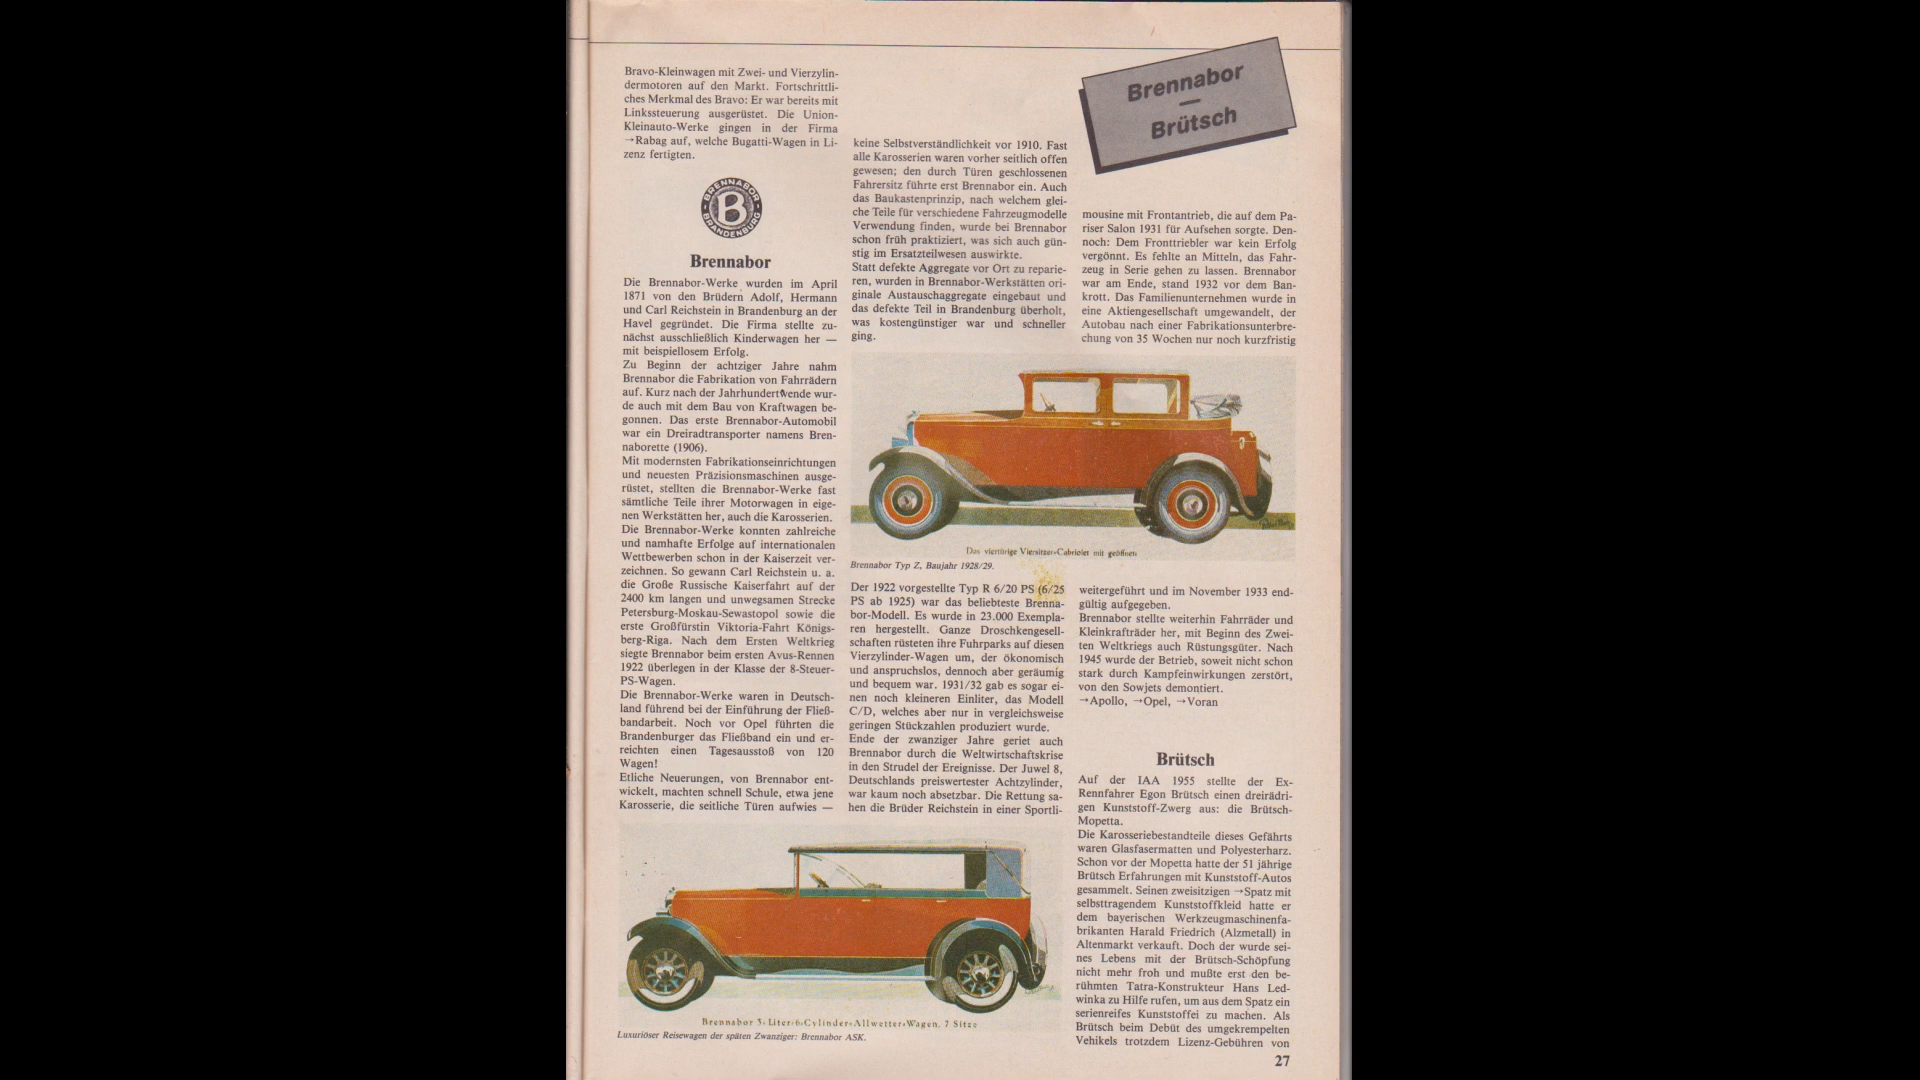 Bravo-Kleinwagen mit Zwei- und Vierzylin-
dermotoren auf den Markt. Fortschrittli-
ches Merkmal des Bravo: Er war bereits mit
Linkssteuerung ausgerüstet. Die Union-
Kleinauto-Werke gingen in der Firma
→Rabag auf, welche Bugatti-Wagen in Li-
zenz fertigten.
BRENNABOR
B
BRANDENBURG
Brennabor
Die Brennabor-Werke wurden im April
1871 von den Brüdern Adolf, Hermann
und Carl Reichstein in Brandenburg an der
Havel gegründet. Die Firma stellte zu-
nächst ausschließlich Kinderwagen her —
mit beispiellosem Erfolg.
Zu Beginn der achtziger Jahre nahm
Brennabor die Fabrikation von Fahrrädern
auf. Kurz nach der Jahrhundertwende wur-
de auch mit dem Bau von Kraftwagen be-
gonnen. Das erste Brennabor-Automobil
war ein Dreiradtransporter namens Bren-
naborette (1906).
Mit modernsten Fabrikationseinrichtungen
und neuesten Präzisionsmaschinen ausge-
rüstet, stellten die Brennabor-Werke fast
sämtliche Teile ihrer Motorwagen in eige-
nen Werkstätten her, auch die Karosserien.
Die Brennabor-Werke konnten zahlreiche
und namhafte Erfolge auf internationalen
Wettbewerben schon in der Kaiserzeit ver-
zeichnen. So gewann Carl Reichstein u. a.
die Große Russische Kaiserfahrt auf der
2400 km langen und unwegsamen Strecke
Petersburg-Moskau-Sewastopol sowie die
erste Großfürstin Viktoria-Fahrt Königs-
berg-Riga. Nach dem Ersten Weltkrieg
siegte Brennabor beim ersten Avus-Rennen
1922 überlegen in der Klasse der 8-Steuer-
PS-Wagen.
Die Brennabor-Werke waren in Deutsch-
land führend bei der Einführung der Fließ-
bandarbeit. Noch vor Opel führten die
Brandenburger das Fließband ein und er-
reichten einen Tagesausstoß von 120
Wagen!
Etliche Neuerungen, von Brennabor ent-
wickelt, machten schnell Schule, etwa jene
Karosserie, die seitliche Türen aufwies —
keine Selbstverständlichkeit vor 1910. Fast
alle Karosserien waren vorher seitlich offen
gewesen; den durch Türen geschlossenen
Fahrersitz führte erst Brennabor ein. Auch
das Baukastenprinzip, nach welchem glei-
che Teile für verschiedene Fahrzeugmodelle
Verwendung finden, wurde bei Brennabor
schon früh praktiziert, was sich auch gün-
stig im Ersatzteilwesen auswirkte.
Statt defekte Aggregate vor Ort zu reparie-
ren, wurden in Brennabor-Werkstätten ori-
ginale Austauschaggregate eingebaut und
das defekte Teil in Brandenburg überholt,
was kostengünstiger war und schneller
ging.
Das viertürige Viersitzer-Cabriolet mit geöffnen
Brennabor Typ Z, Baujahr 1928/29.
Der 1922 vorgestellte Typ R 6/20 PS (6/25
PS ab 1925) war das beliebteste Brenna-
bor-Modell. Es wurde in 23.000 Exempla-
ren hergestellt. Ganze Droschkengesell-
schaften rüsteten ihre Fuhrparks auf diesen
Vierzylinder-Wagen um, der ökonomisch
und anspruchslos, dennoch aber geräumig
und bequem war. 1931/32 gab es sogar ei-
nen noch kleineren Einliter, das Modell
C/D, welches aber nur in vergleichsweise
geringen Stückzahlen produziert wurde.
Ende der zwanziger Jahre geriet auch
Brennabor durch die Weltwirtschaftskrise
in den Strudel der Ereignisse. Der Juwel 8,
Deutschlands preiswertester Achtzylinder,
war kaum noch absetzbar. Die Rettung sa-
hen die Brüder Reichstein in einer Sportli-
Brennabor 3-Liter-6-Cylinder-Allwetter-Wagen, 7 Sitze
Luxuriöser Reisewagen der späten Zwanziger: Brennabor ASK.
Brennabor
—
Brütsch
mousine mit Frontantrieb, die auf dem Pa-
riser Salon 1931 für Aufsehen sorgte. Den-
noch: Dem Fronttriebler war kein Erfolg
vergönnt. Es fehlte an Mitteln, das Fahr-
zeug in Serie gehen zu lassen. Brennabor
war am Ende, stand 1932 vor dem Ban-
krott. Das Familienunternehmen wurde in
eine Aktiengesellschaft umgewandelt, der
Autobau nach einer Fabrikationsunterbre-
chung von 35 Wochen nur noch kurzfristig
weitergeführt und im November 1933 end-
gültig aufgegeben.
Brennabor stellte weiterhin Fahrräder und
Kleinkrafträder her, mit Beginn des Zwei-
ten Weltkriegs auch Rüstungsgüter. Nach
1945 wurde der Betrieb, soweit nicht schon
stark durch Kampfeinwirkungen zerstört,
von den Sowjets demontiert.
→Apollo, →Opel, →Voran
Brütsch
Auf der IAA 1955 stellte der Ex-
Rennfahrer Egon Brütsch einen dreirädri-
gen Kunststoff-Zwerg aus: die Brütsch-
Mopetta.
Die Karosseriebestandteile dieses Gefährts
waren Glasfasermatten und Polyesterharz.
Schon vor der Mopetta hatte der 51 jährige
Brütsch Erfahrungen mit Kunststoff-Autos
gesammelt. Seinen zweisitzigen →Spatz mit
selbsttragendem Kunststoffkleid hatte er
dem bayerischen Werkzeugmaschinenfa-
brikanten Harald Friedrich (Alzmetall) in
Altenmarkt verkauft. Doch der wurde sei-
nes Lebens mit der Brütsch-Schöpfung
nicht mehr froh und mußte erst den be-
rühmten Tatra-Konstrukteur Hans Led-
winka zu Hilfe rufen, um aus dem Spatz ein
serienreifes Kunststoffei zu machen. Als
Brütsch beim Debüt des umgekrempelten
Vehikels trotzdem Lizenz-Gebühren von
27